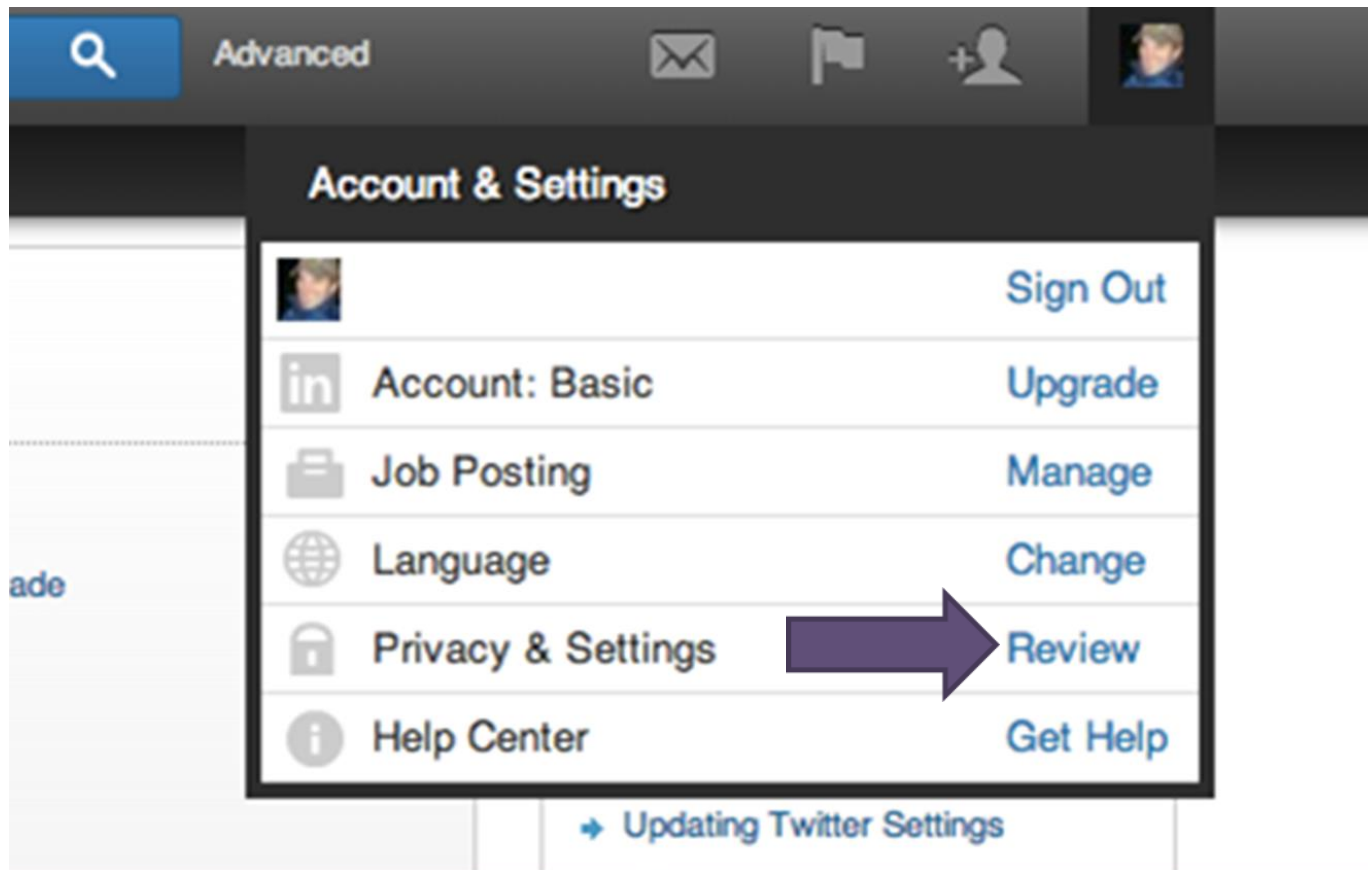 Advanced
Account & Settings
Sign Out
in Account: Basic Upgrade
Job Posting Manage
Language Change
ade
Privacy & Settings Review
i Help Center Get Help
Updating Twitter Settings